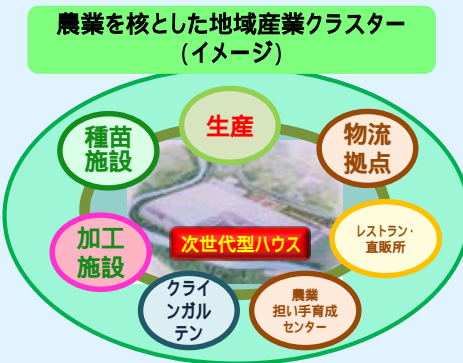 農業を核とした地域産業クラスター
(イメージ)
生産
種苗
施設
物流
拠点
加工
施設
次世代型ハウス
レストラン・
直販所
クライ
ンガル
テン
農業
担い手育成
センター